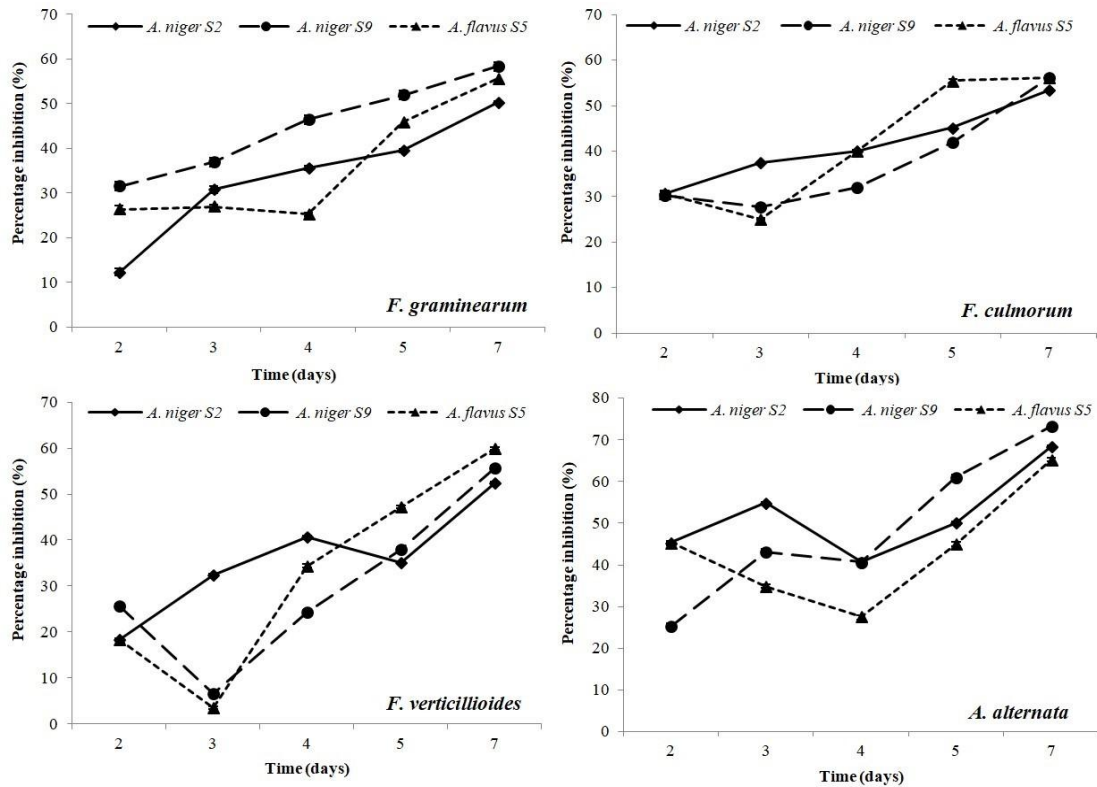 70
60
50
40
30
20
10
0
Percentage inhibition (%)
A. niger S2 A. niger S9 A. flavus S5
F. graminearum
2 3 4 5 7
Time (days)
70
60
50
40
30
20
10
0
Percentage inhibition (%)
A. niger S2 A. niger S9 A. flavus S5
F. culmorum
2 3 4 5 7
Time (days)
70
60
50
40
30
20
10
0
Percentage inhibition (%)
A. niger S2 A. niger S9 A. flavus S5
F. verticillioides
2 3 4 5 7
Time (days)
80
70
60
50
40
30
20
10
0
Percentage inhibition (%)
A. niger S2 A. niger S9 A. flavus S5
A. alternata
2 3 4 5 7
Time (days)